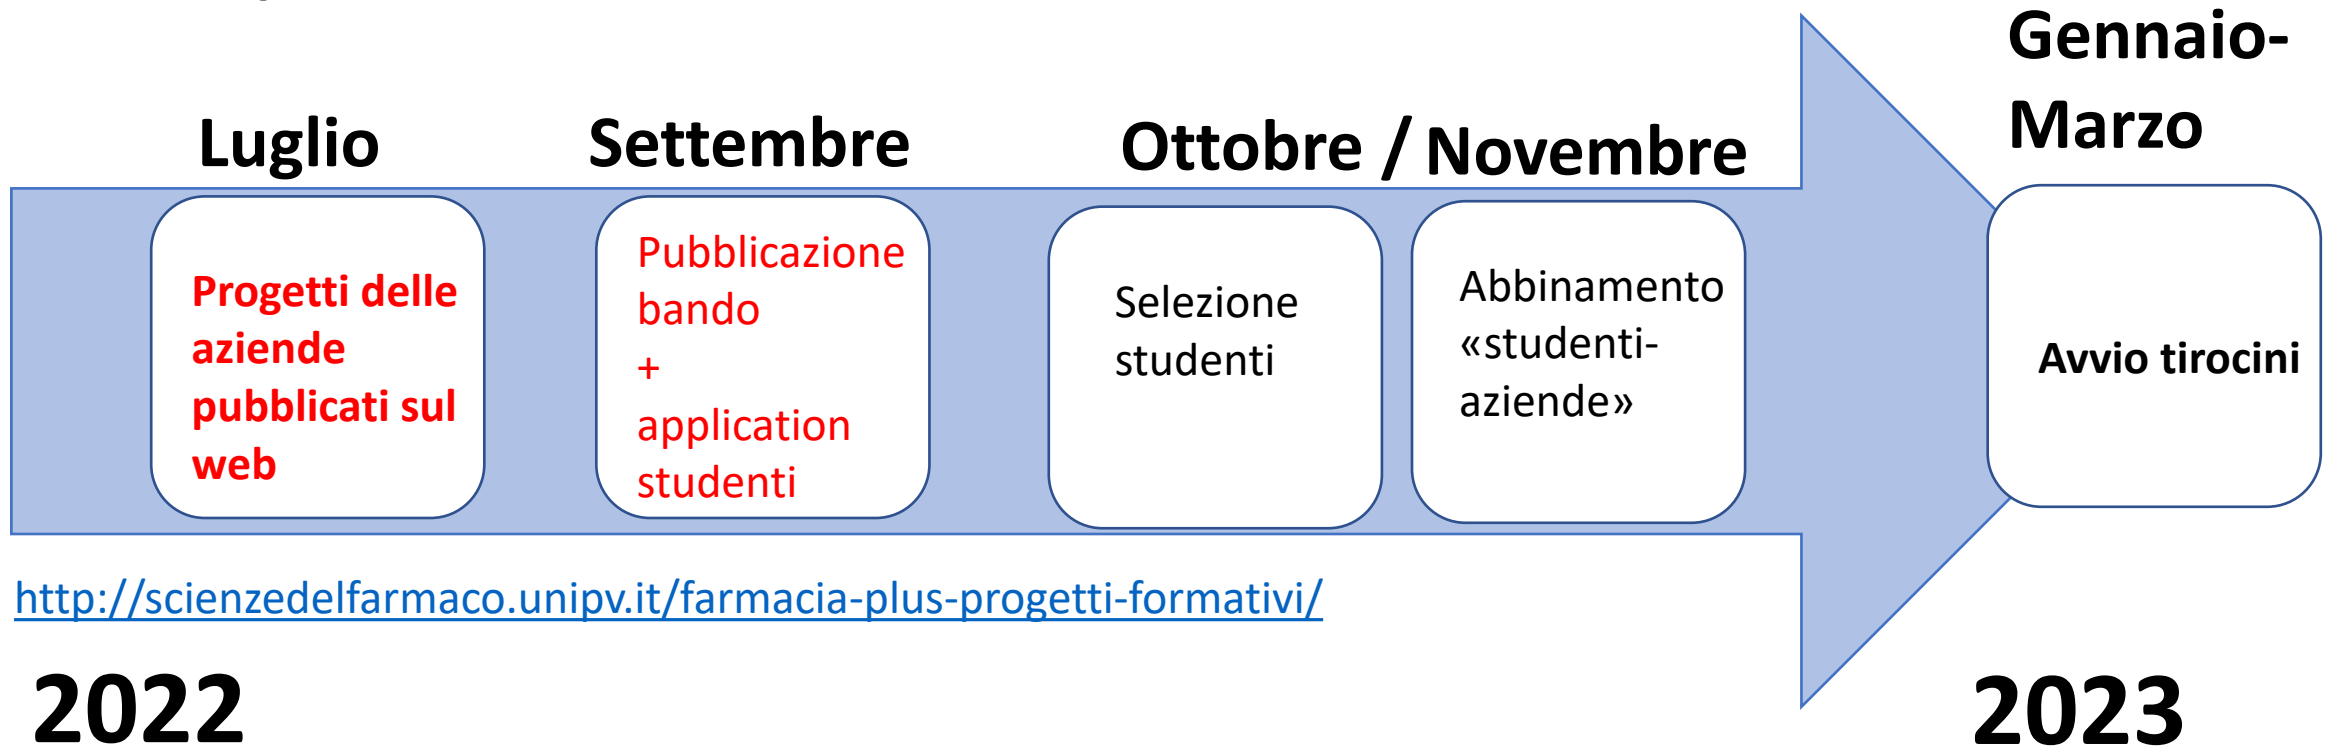 Gennaio-
Marzo
Luglio
Settembre
Ottobre / Novembre
Progetti delle
aziende
pubblicati sul
web
Pubblicazione
bando
+
application
studenti
Selezione
studenti
Abbinamento
«studenti-
aziende»
Avvio tirocini
http://scienzedelfarmaco.unipv.it/farmacia-plus-progetti-formativi/
2022
2023